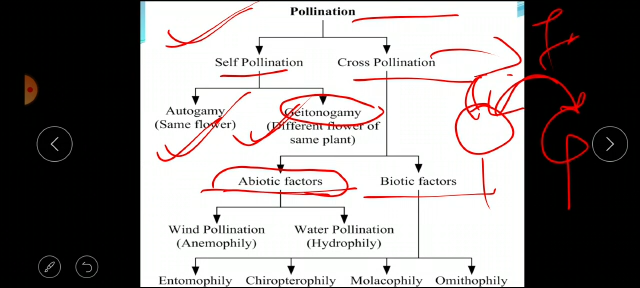 Pollination
Self Pollination
Cross Pollination
Autogamy
(Same flower)
Geitonogamy
(Different flower of
same plant)
Abiotic factors
Biotic factors
Wind Pollination
(Anemophily)
Water Pollination
(Hydrophily)
Entomophily
Chiropterophily
Molacophily
Omithophily